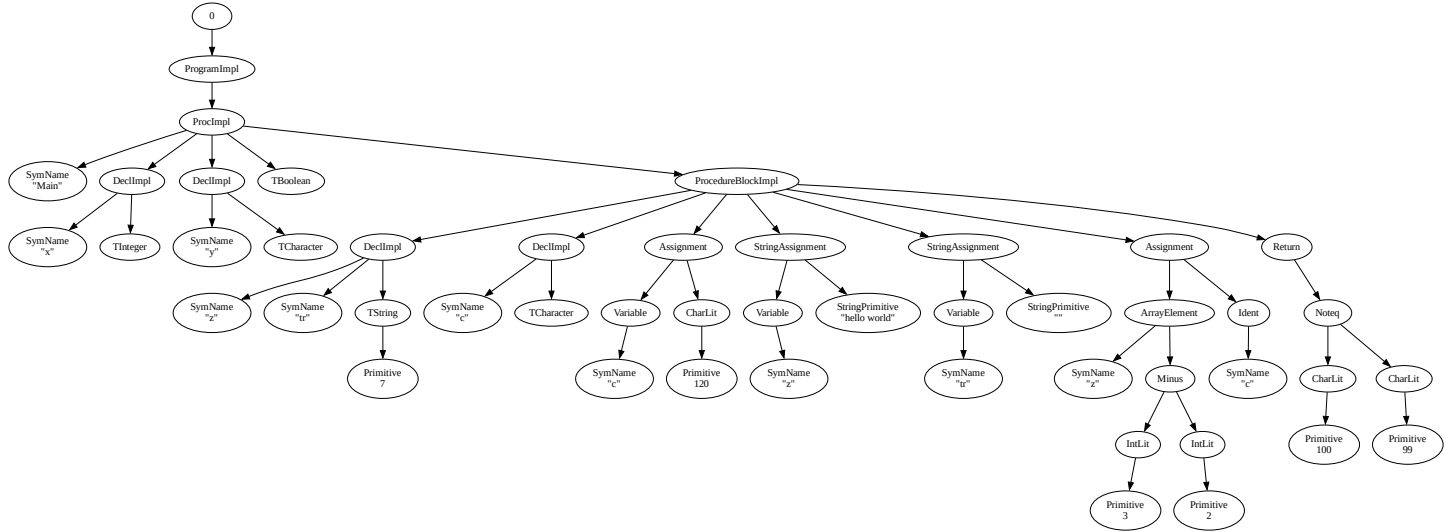 0
ProgramImpl
ProcImpl
SymName
"Main"
DeclImpl
DeclImpl
TBoolean
ProcedureBlockImpl
SymName
"x"
TInteger
SymName
"y"
TCharacter
DeclImpl
DeclImpl
Assignment
StringAssignment
StringAssignment
Assignment
Return
SymName
"z"
SymName
"tr"
TString
SymName
"c"
TCharacter
Variable
CharLit
Variable
StringPrimitive
"hello world"
Variable
StringPrimitive
""
ArrayElement
Ident
Noteq
Primitive
7
SymName
"c"
Primitive
120
SymName
"z"
SymName
"tr"
SymName
"z"
Minus
SymName
"c"
CharLit
CharLit
IntLit
IntLit
Primitive
100
Primitive
99
Primitive
3
Primitive
2